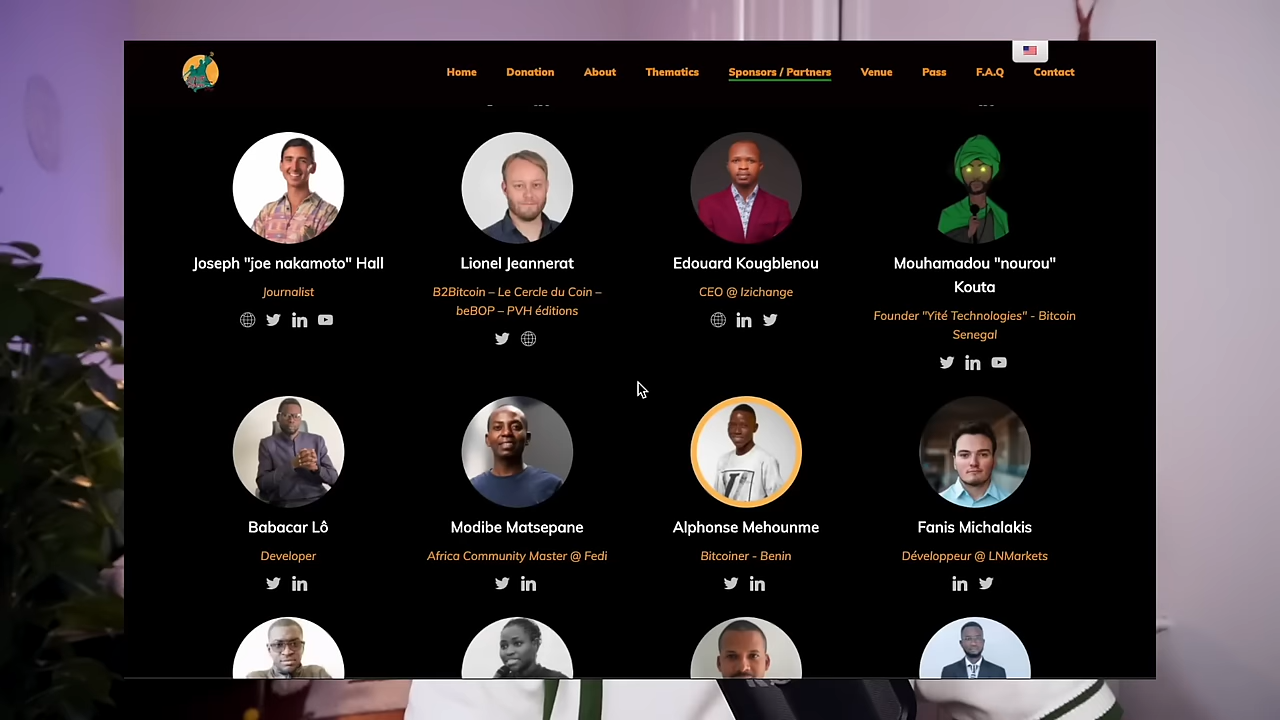 Home Donation About Thematics Sponsors / Partners Venue Pass F.A.Q Contact
Joseph "joe nakamoto" Hall
Journalist
Lionel Jeannerat
B2Bitcoin – Le Cercle du Coin –
beBOP – PVH éditions
Edouard Kougblenou
CEO @ Izichange
Mouhamadou "nourou"
Kouta
Founder "Yité Technologies" - Bitcoin
Senegal
Babacar Lô
Developer
Modibe Matsepane
Africa Community Master @ Fedi
Alphonse Mehounme
Bitcoiner - Benin
Fanis Michalakis
Développeur @ LNMarkets